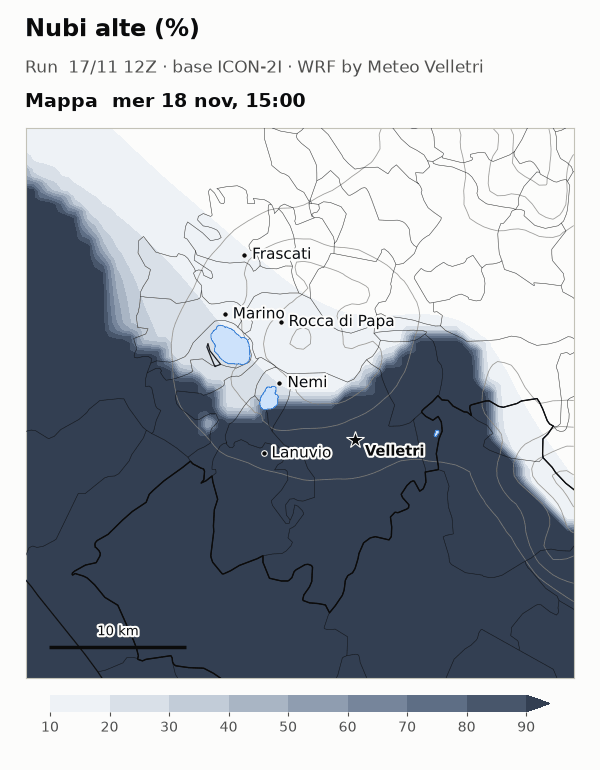 Nubi alte (%)
Run  17/11 12Z · base ICON-2I · WRF by Meteo Velletri
Mappa  mer 18 nov, 15:00
Frascati
Marino
Rocca di Papa
Nemi
Velletri
Lanuvio
10 km
10 20 30 40 50 60 70 80 90